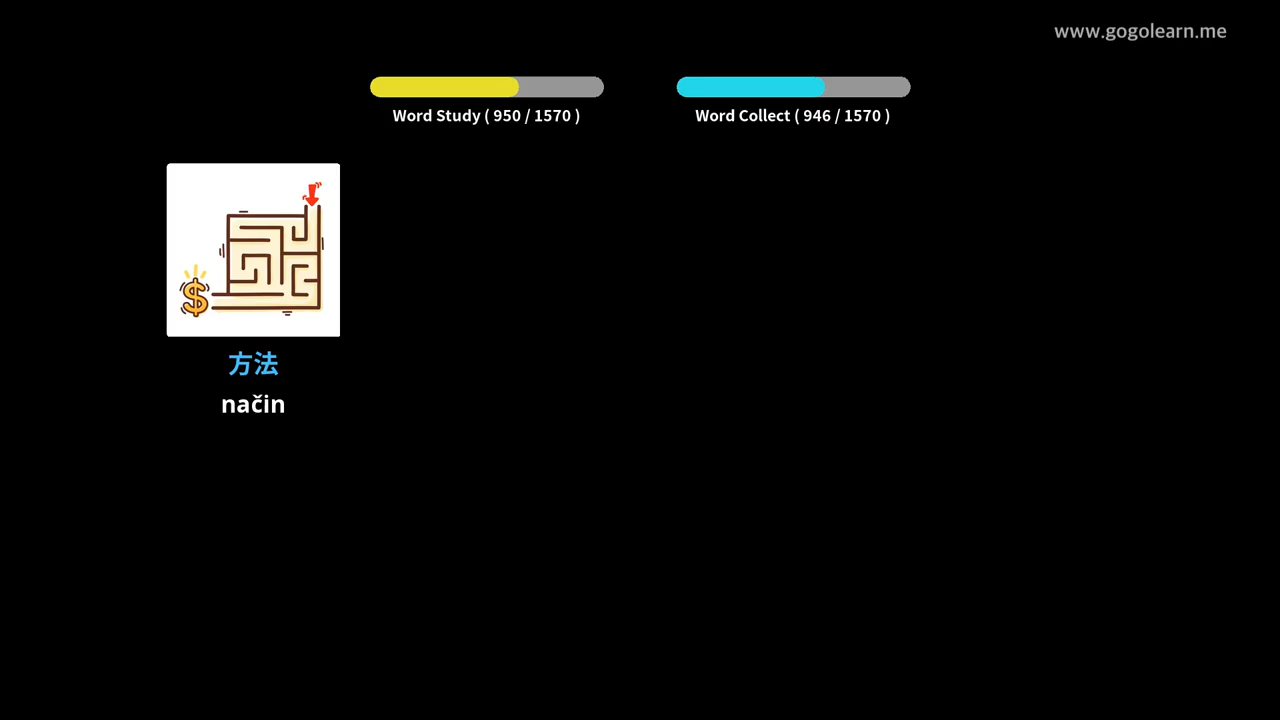 www.gogolearn.me
Word Study ( 950 / 1570 )
Word Collect ( 946 / 1570 )
$
方法
način